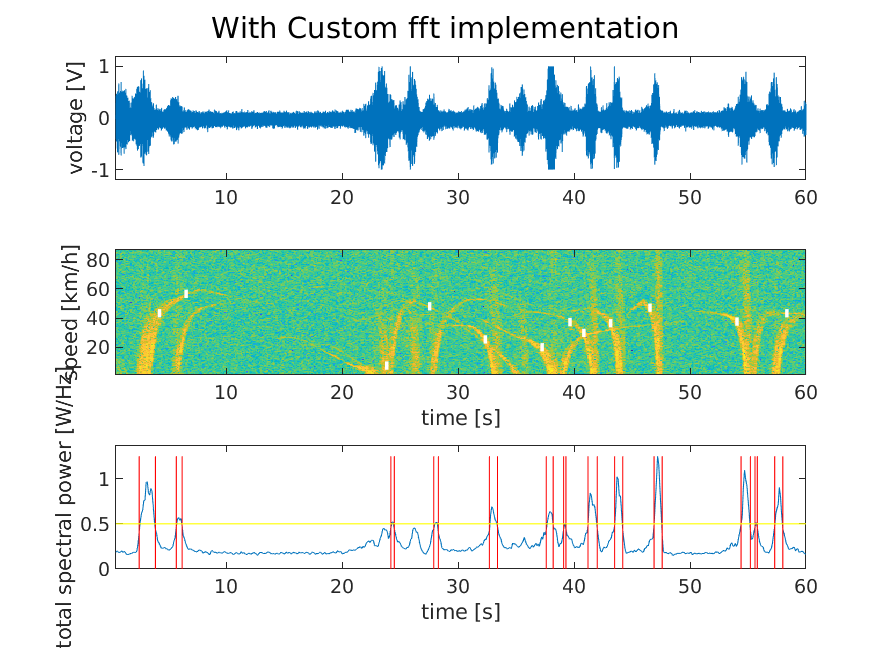 With Custom fft implementation
voltage [V]
1
0
-1
10 20 30 40 50 60
speed [km/h]
80
60
40
20
10 20 30 40 50 60
time [s]
total spectral power [W/Hz]
1
0.5
0
10 20 30 40 50 60
time [s]